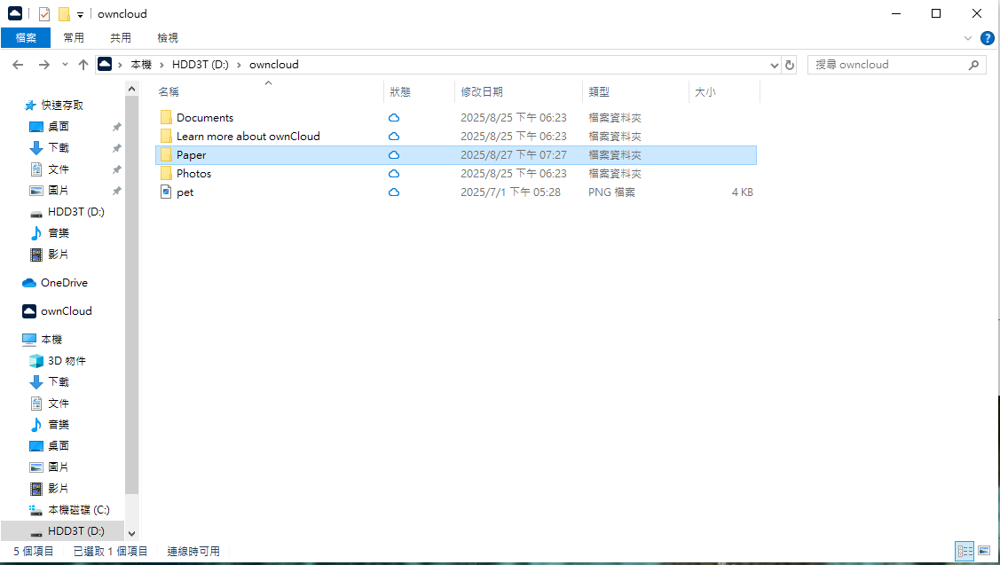 owncloud
檔案 常用 共用 檢視
本機 HDD3T (D:) owncloud 搜尋 owncloud
名稱 狀態 修改日期 類型 大小
Documents 2025/8/25 下午 06:23 檔案資料夾
Learn more about ownCloud 2025/8/25 下午 06:23 檔案資料夾
Paper 2025/8/27 下午 07:27 檔案資料夾
Photos 2025/8/25 下午 06:23 檔案資料夾
pet 2025/7/1 下午 05:28 PNG 檔案 4 KB
快速存取
桌面
下載
文件
圖片
HDD3T (D:)
音樂
影片
OneDrive
ownCloud
本機
3D 物件
下載
文件
音樂
桌面
圖片
影片
本機磁碟 (C:)
HDD3T (D:)
5 個項目 已選取 1 個項目 連線時可用